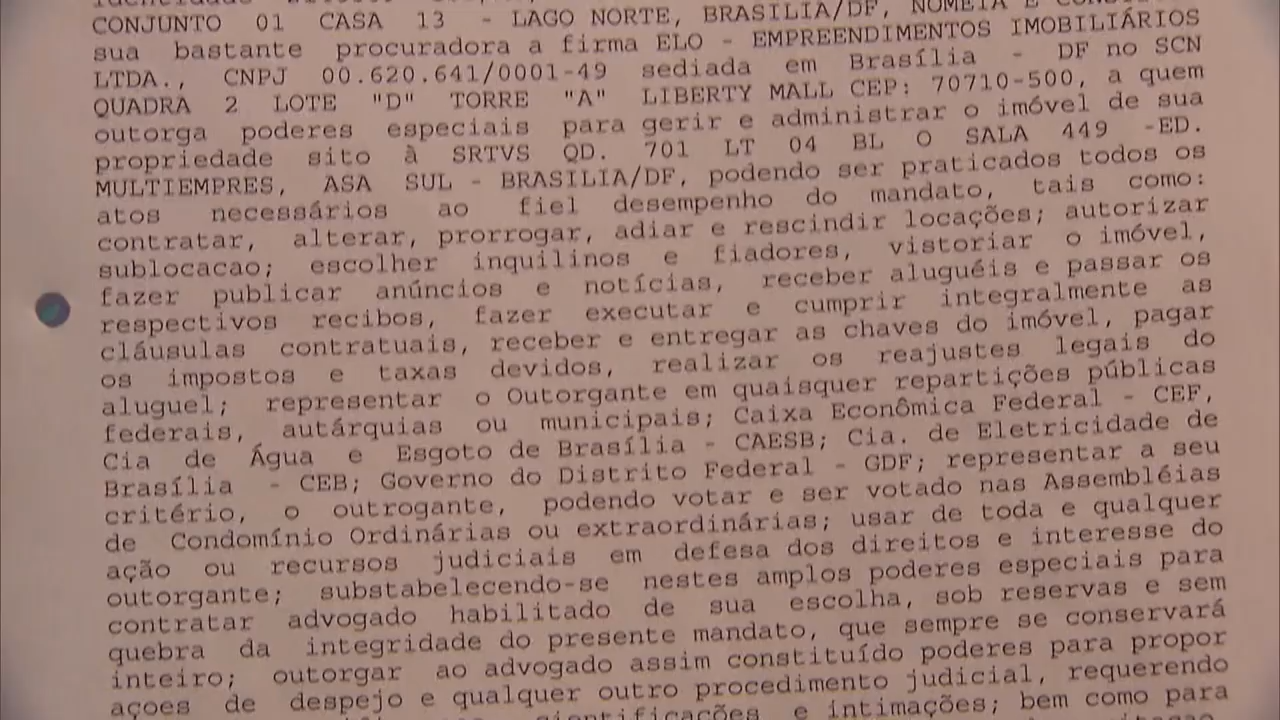 CONJUNTO 01 CASA 13 - LAGO NORTE, BRASILIA/DF, NOMEIA E
sua bastante procuradora a firma ELO - EMPREENDIMENTOS IMOBILIÁRIOS
LTDA., CNPJ 00.620.641/0001-49 sediada em Brasília - DF no SCN
QUADRA 2 LOTE "D" TORRE "A" LIBERTY MALL CEP: 70710-500, a quem
outorga poderes especiais para gerir e administrar o imóvel de sua
propriedade sito à SRTVS QD. 701 LT 04 BL O SALA 449 -ED.
MULTIEMPRES, ASA SUL - BRASILIA/DF, podendo ser praticados todos os
atos necessários ao fiel desempenho do mandato, tais como:
contratar, alterar, prorrogar, adiar e rescindir locações; autorizar
sublocacao; escolher inquilinos e fiadores, vistoriar o imóvel,
fazer publicar anúncios e notícias, receber aluguéis e passar os
respectivos recibos, fazer executar e cumprir integralmente as
cláusulas contratuais, receber e entregar as chaves do imóvel, pagar
os impostos e taxas devidos, realizar os reajustes legais do
aluguel; representar o Outorgante em quaisquer repartições públicas
federais, autárquias ou municipais; Caixa Econômica Federal - CEF,
Cia de Água e Esgoto de Brasília - CAESB; Cia. de Eletricidade de
Brasília - CEB; Governo do Distrito Federal - GDF; representar a seu
critério, o outrogante, podendo votar e ser votado nas Assembléias
de Condomínio Ordinárias ou extraordinárias; usar de toda e qualquer
ação ou recursos judiciais em defesa dos direitos e interesse do
outorgante; substabelecendo-se nestes amplos poderes especiais para
contratar advogado habilitado de sua escolha, sob reservas e sem
quebra da integridade do presente mandato, que sempre se conservará
inteiro; outorgar ao advogado assim constituído poderes para propor
açoes de despejo e qualquer outro procedimento judicial, requerendo
e intimações; bem como para